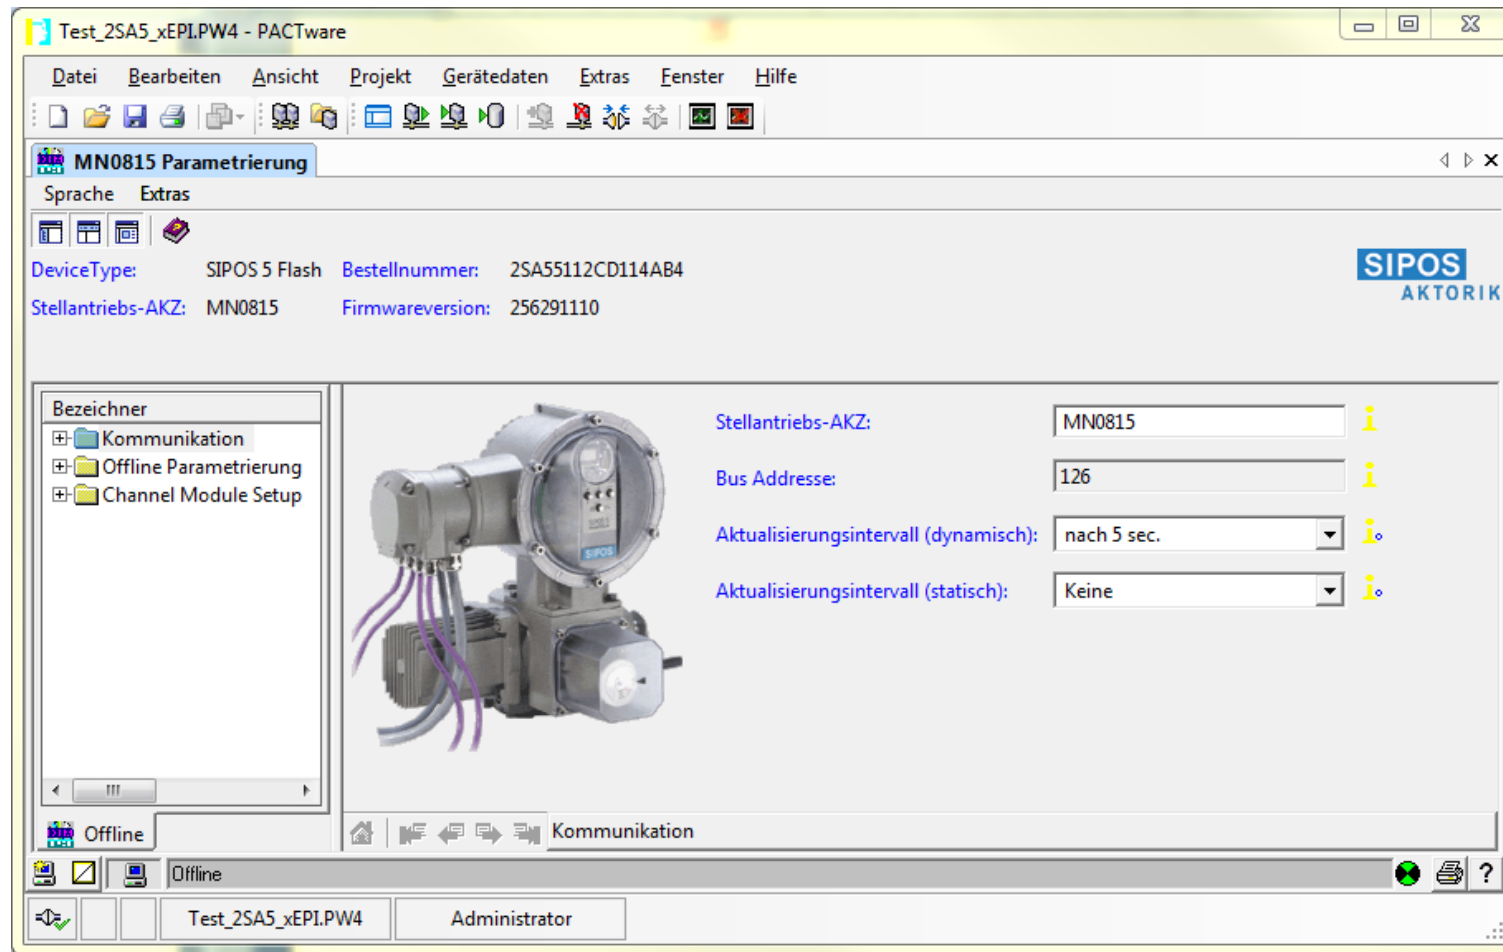 Test_2SA5_xEPI.PW4 - PACTware
Datei Bearbeiten Ansicht Projekt Gerätedaten Extras Fenster Hilfe
MN0815 Parametrierung
Sprache Extras
DeviceType: SIPOS 5 Flash Bestellnummer: 2SA55112CD114AB4
Stellantriebs-AKZ: MN0815 Firmwareversion: 256291110
SIPOS
AKTORIK
Bezeichner
Kommunikation
Offline Parametrierung
Channel Module Setup
SIPOS
Stellantriebs-AKZ: MN0815
Bus Addresse: 126
Aktualisierungsintervall (dynamisch): nach 5 sec.
Aktualisierungsintervall (statisch): Keine
Offline
Kommunikation
Offline
Test_2SA5_xEPI.PW4 Administrator